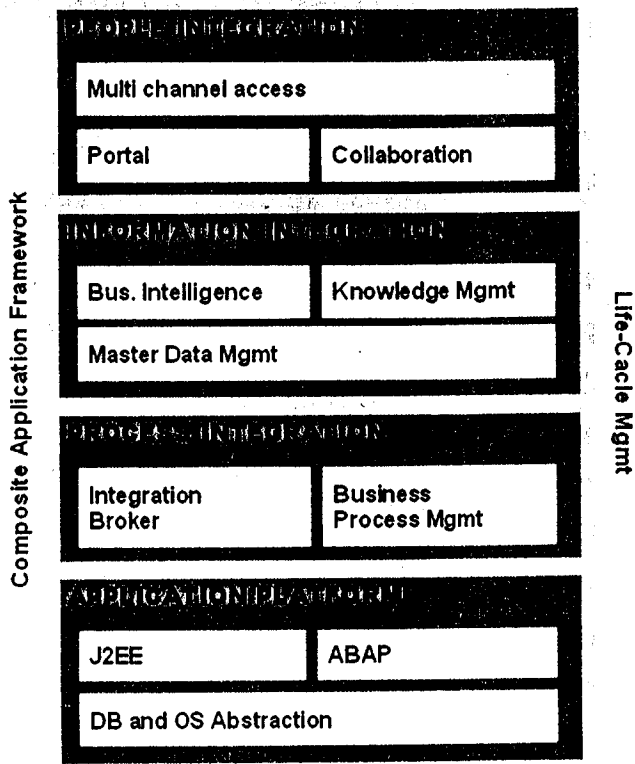 PEOPLE INTEGRATION
Multi channel access
Portal
Collaboration
INFORMATION INTEGRATION
Bus. Intelligence
Knowledge Mgmt
Master Data Mgmt
PROCES INTEGRATION
Integration
Broker
Business
Process Mgmt
APPLICATION PLATFORM
J2EE
ABAP
DB and OS Abstraction
Composite Application Framework
Life-Cacle Mgmt